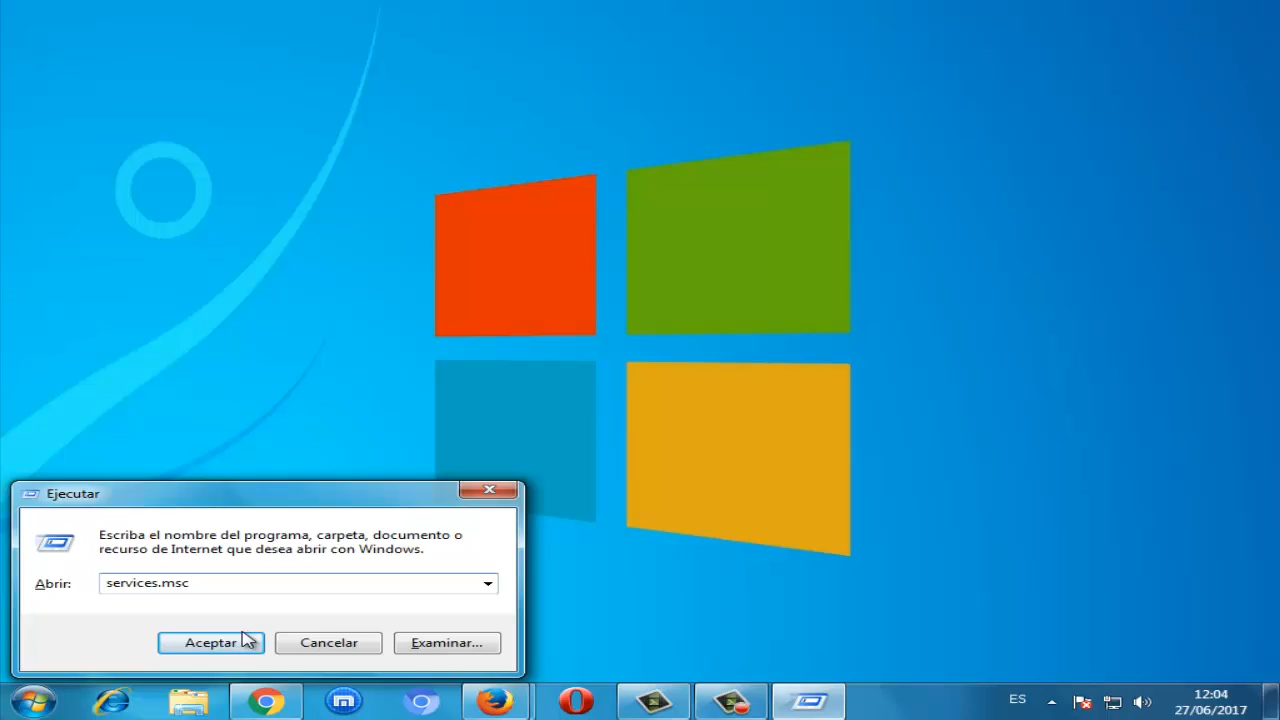 Ejecutar
Escriba el nombre del programa, carpeta, documento o
recurso de Internet que desea abrir con Windows.
Abrir:
services.msc
Aceptar
Cancelar
Examinar...
ES
12:04
27/06/2017